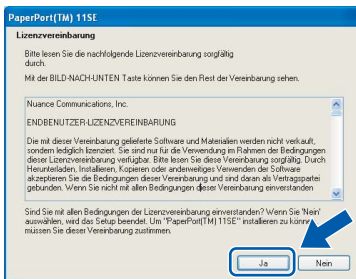 PaperPort(TM) 11SE
Lizenzvereinbarung
Bitte lesen Sie die nachfolgende Lizenzvereinbarung sorgfältig
durch.
Mit der BILD-NACH-UNTEN Taste können Sie den Rest der Vereinbarung sehen.
Nuance Communications, Inc.
ENDBENUTZER-LIZENZVEREINBARUNG
Die mit dieser Vereinbarung gelieferte Software und Materialien werden nicht verkauft,
sondern lediglich lizenziert. Sie sind nur für die Verwendung im Rahmen der Bedingungen
dieser Lizenzvereinbarung verfügbar. Bitte lesen Sie diese Vereinbarung sorgfältig. Durch
Herunterladen, Installieren, Kopieren oder anderweitiges Verwenden der Software
akzeptieren Sie die Bedingungen dieser Vereinbarung und sind daran als Vertragspartei
gebunden. Wenn Sie nicht mit allen Bedingungen dieser Vereinbarung einverstanden
Sind Sie mit allen Bedingungen der Lizenzvereinbarung einverstanden? Wenn Sie 'Nein'
auswählen, wird das Setup beendet. Um "PaperPort(TM) 11SE" installieren zu
müssen Sie dieser Vereinbarung zustimmen.
Ja
Nein